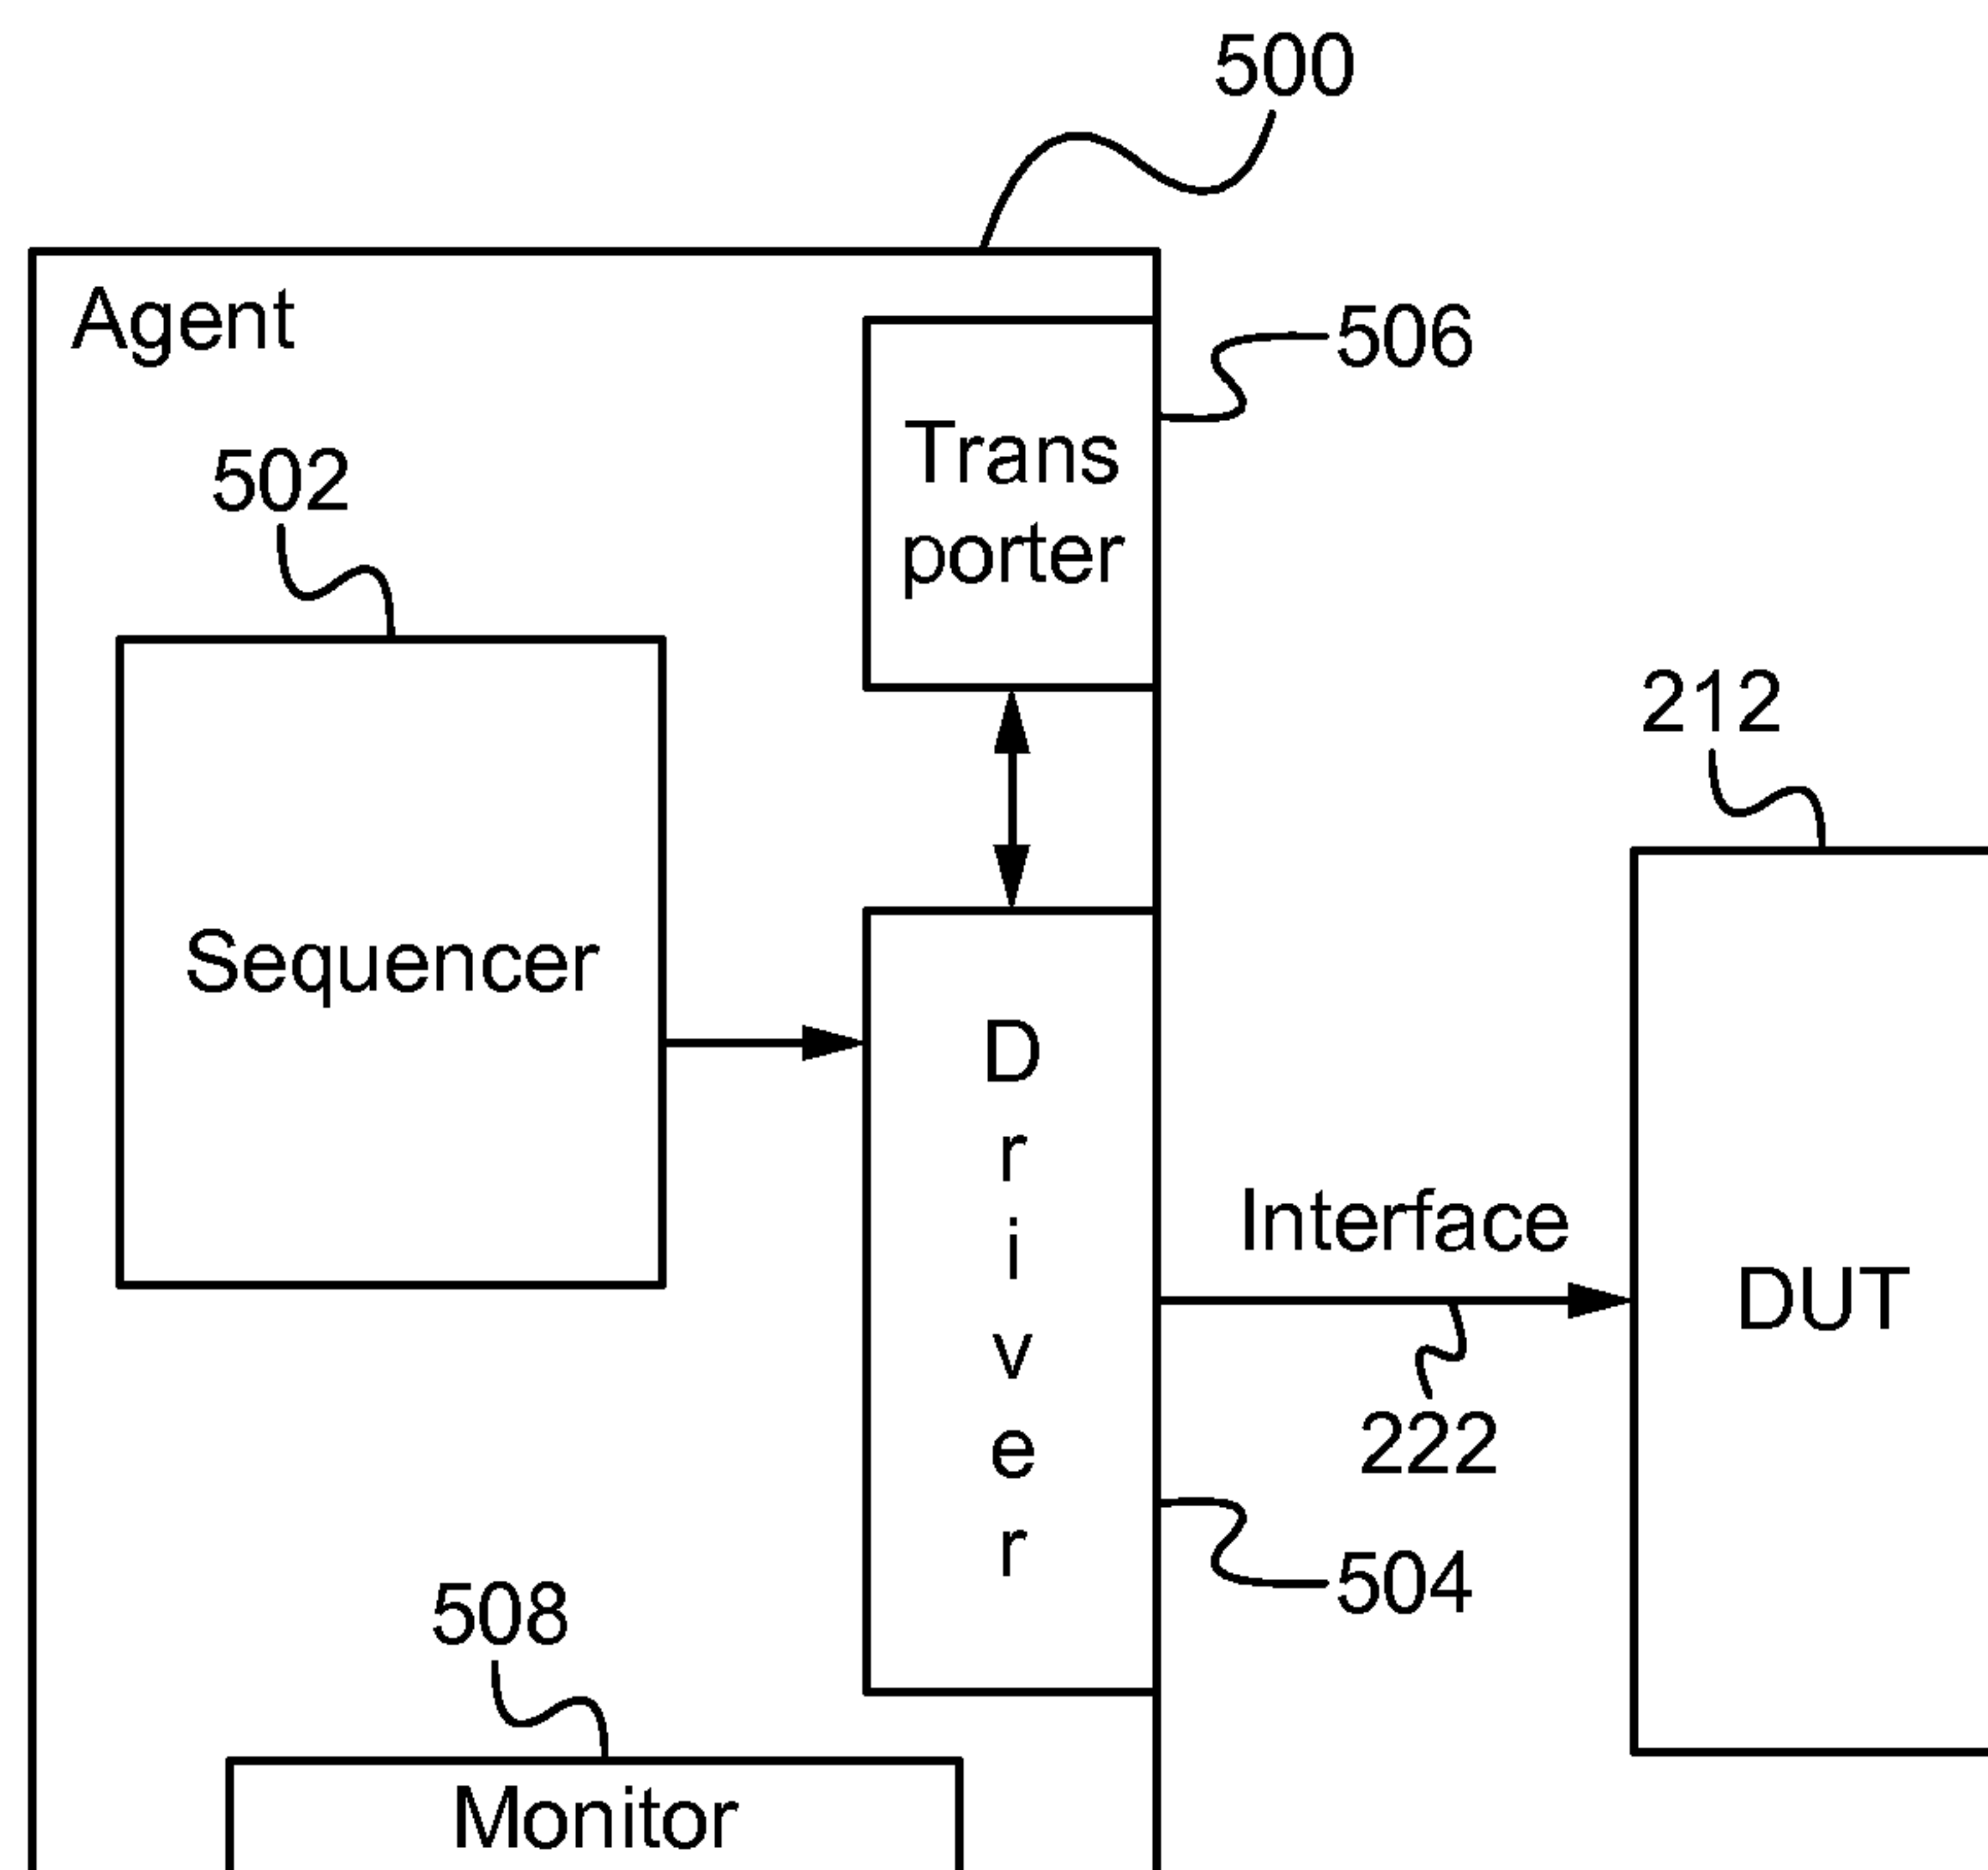 500
Agent
506
Trans
porter
502
212
Sequencer
D
r
i
v
e
r
Interface
DUT
222
504
508
Monitor